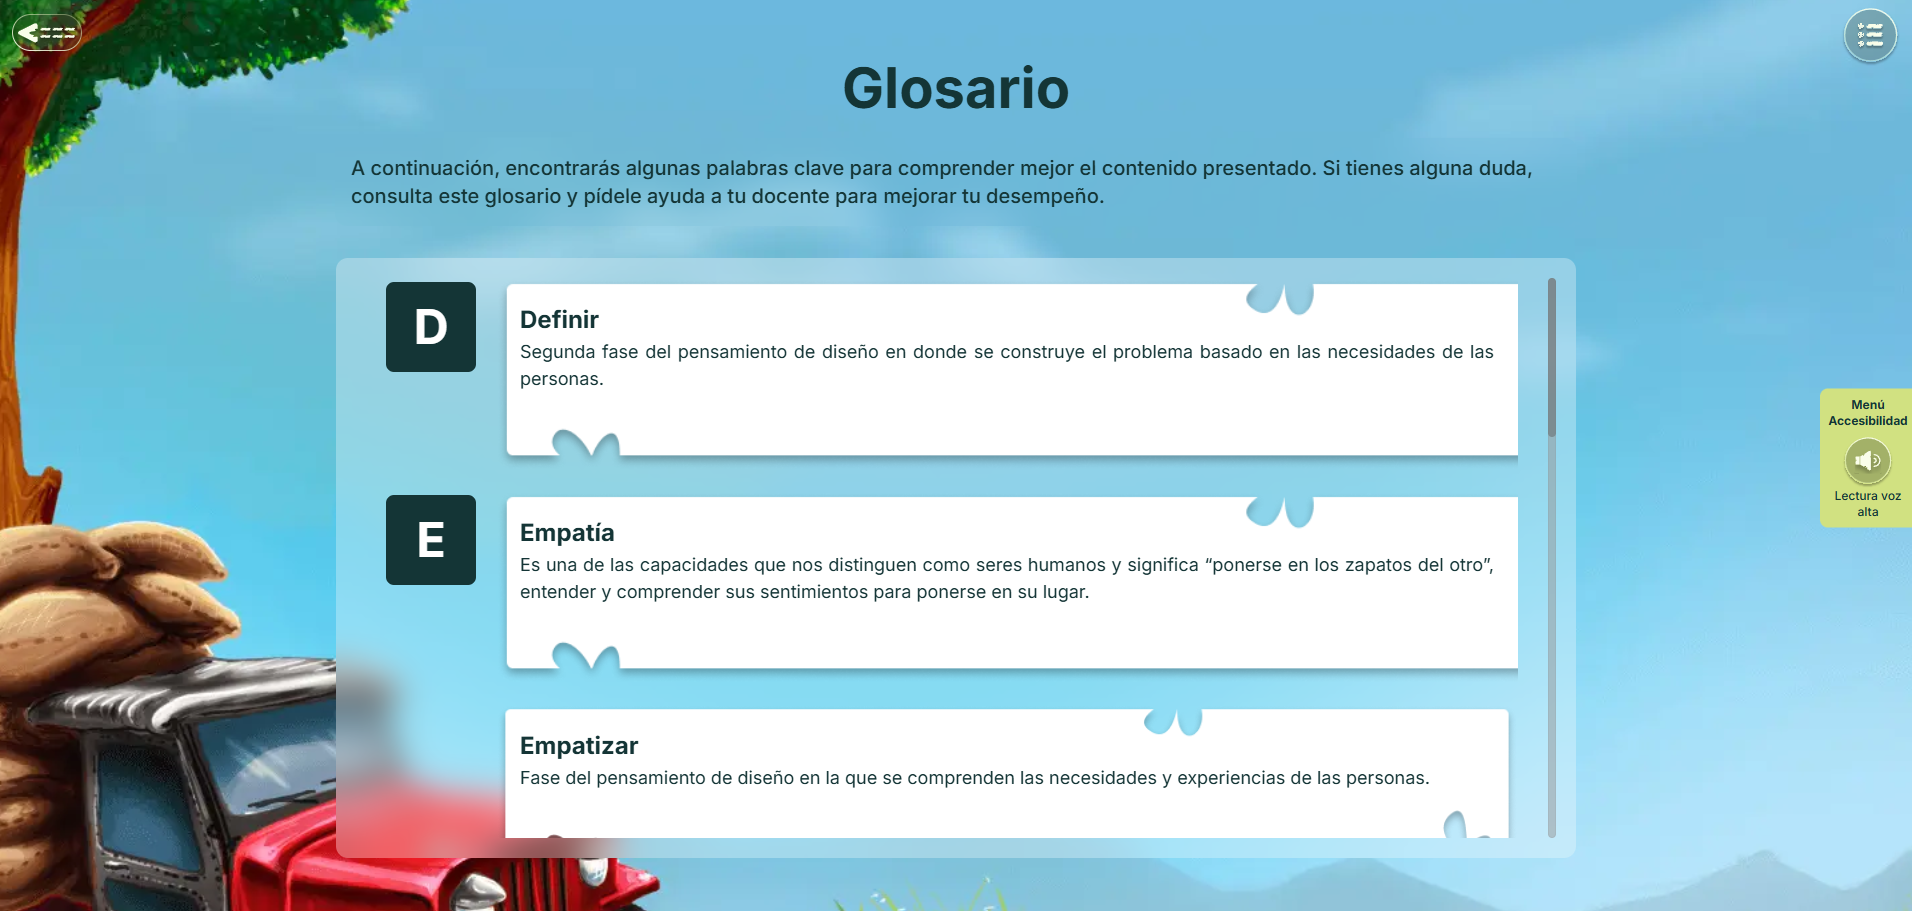 Glosario
A continuación, encontrarás algunas palabras clave para comprender mejor el contenido presentado. Si tienes alguna duda,
consulta este glosario y pídele ayuda a tu docente para mejorar tu desempeño.
D
Definir
Segunda fase del pensamiento de diseño en donde se construye el problema basado en las necesidades de las
personas.
E
Empatía
Es una de las capacidades que nos distinguen como seres humanos y significa “ponerse en los zapatos del otro”,
entender y comprender sus sentimientos para ponerse en su lugar.
Empatizar
Fase del pensamiento de diseño en la que se comprenden las necesidades y experiencias de las personas.
Menú
Accesibilidad
Lectura voz
alta